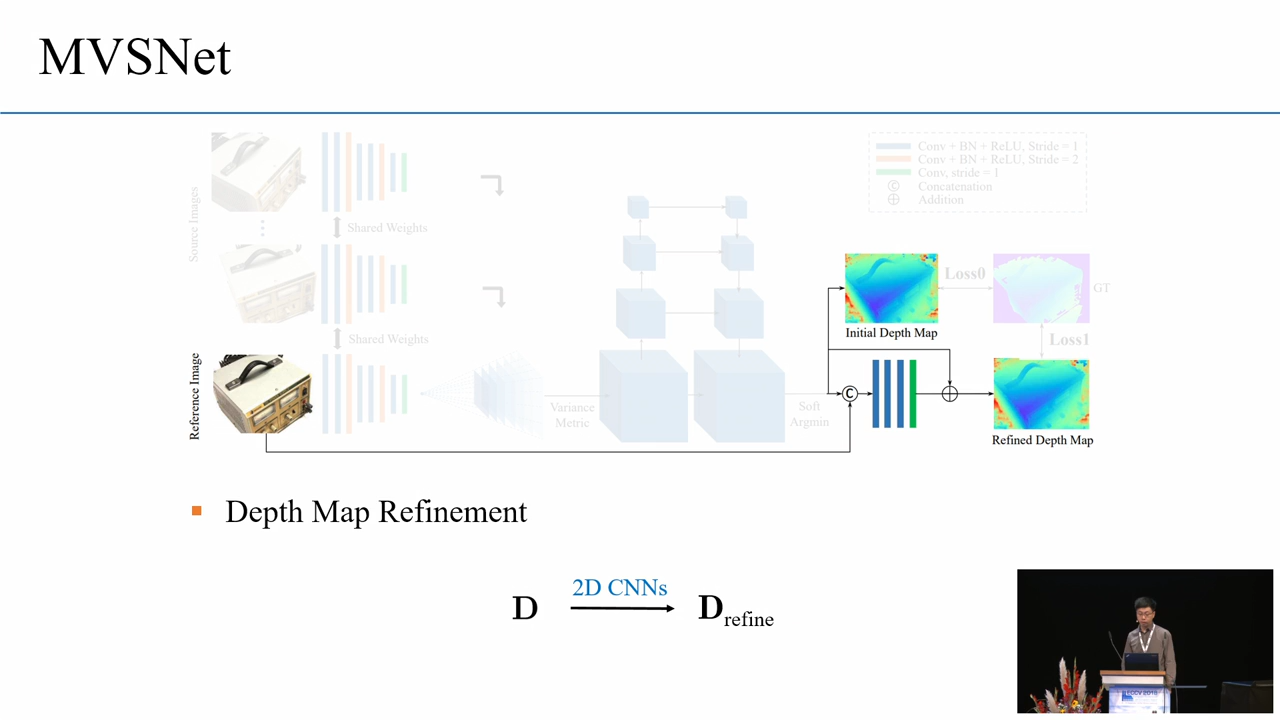 MVSNet
Source Images
Shared Weights
Shared Weights
Reference Image
Variance
Metric
Soft
Argmin
Conv + BN + ReLU, Stride = 1
Conv + BN + ReLU, Stride = 2
Conv, stride = 1
C Concatenation
Addition
Loss0
GT
Initial Depth Map
Loss1
C
Refined Depth Map
Depth Map Refinement
2D CNNs
D
D refine
ECCV 2018